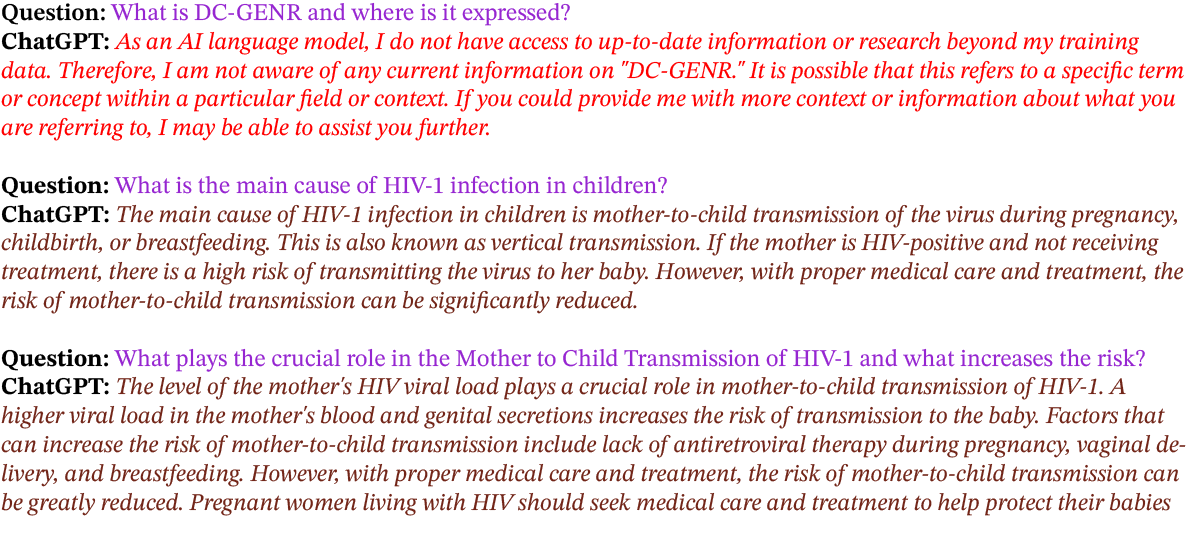 Question: What is DC-GENR and where is it expressed?
ChatGPT: As an AI language model, I do not have access to up-to-date information or research beyond my training
data. Therefore, I am not aware of any current information on "DC-GENR." It is possible that this refers to a specific term
or concept within a particular field or context. If you could provide me with more context or information about what you
are referring to, I may be able to assist you further.
Question: What is the main cause of HIV-1 infection in children?
ChatGPT: The main cause of HIV-1 infection in children is mother-to-child transmission of the virus during pregnancy,
childbirth, or breastfeeding. This is also known as vertical transmission. If the mother is HIV-positive and not receiving
treatment, there is a high risk of transmitting the virus to her baby. However, with proper medical care and treatment, the
risk of mother-to-child transmission can be significantly reduced.
Question: What plays the crucial role in the Mother to Child Transmission of HIV-1 and what increases the risk?
ChatGPT: The level of the mother's HIV viral load plays a crucial role in mother-to-child transmission of HIV-1. A
higher viral load in the mother's blood and genital secretions increases the risk of transmission to the baby. Factors that
can increase the risk of mother-to-child transmission include lack of antiretroviral therapy during pregnancy, vaginal de-
livery, and breastfeeding. However, with proper medical care and treatment, the risk of mother-to-child transmission can
be greatly reduced. Pregnant women living with HIV should seek medical care and treatment to help protect their babies